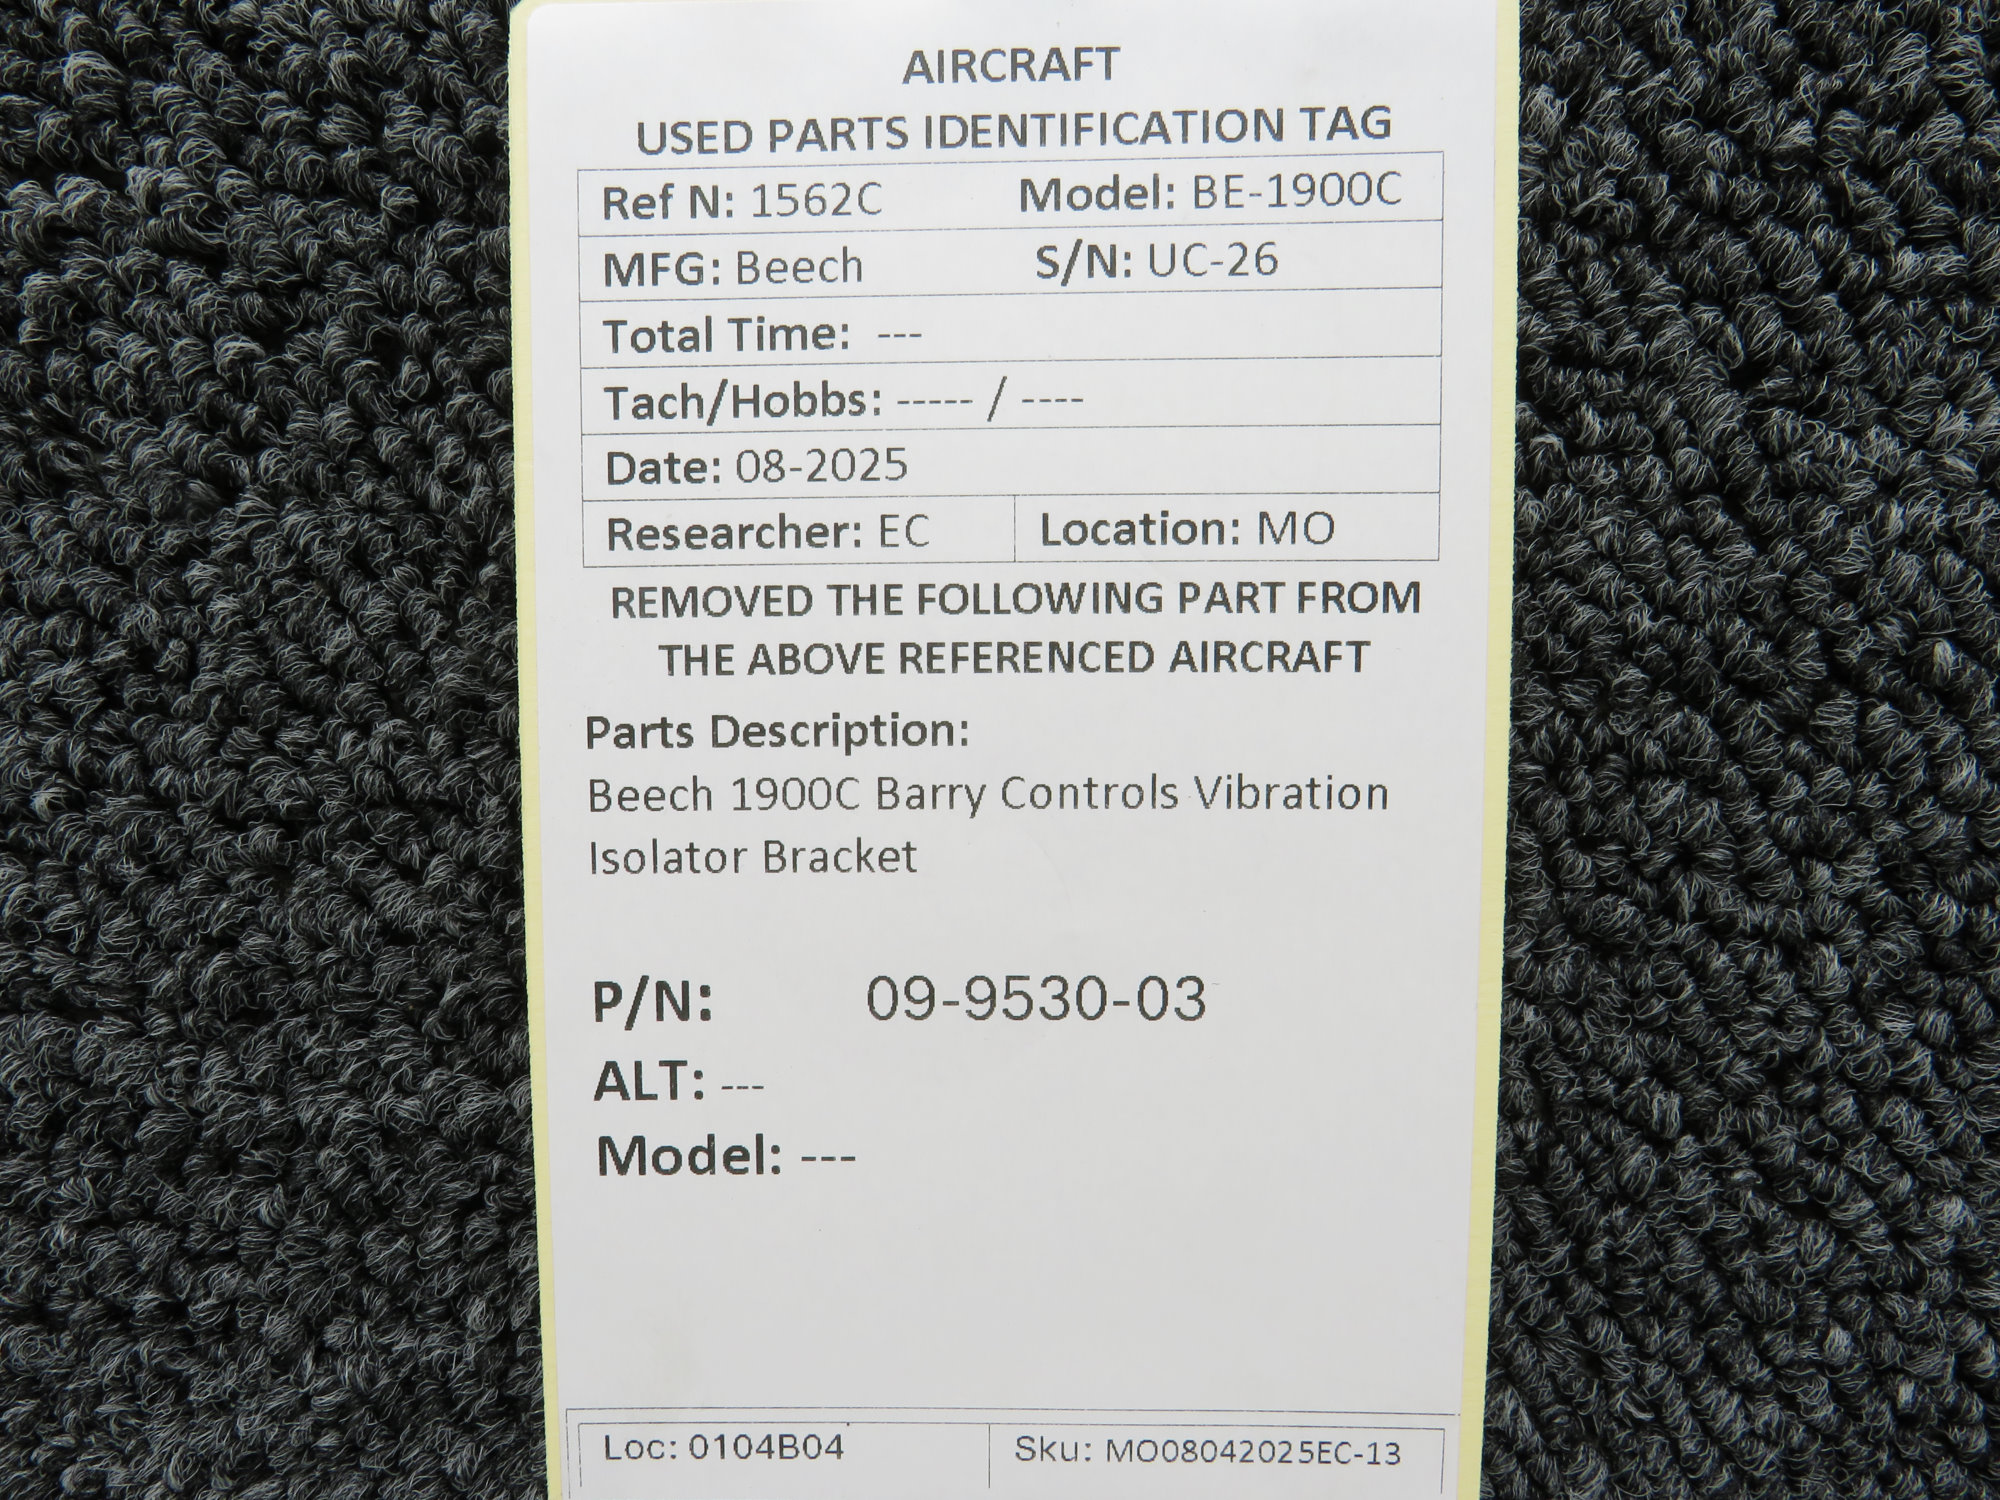 AIRCRAFT
USED PARTS IDENTIFICATION TAG
Ref N: 1562C Model: BE-1900C
MFG: Beech S/N: UC-26
Total Time: ---
Tach/Hobbs: ----- / ----
Date: 08-2025
Researcher: EC Location: MO
REMOVED THE FOLLOWING PART FROM
THE ABOVE REFERENCED AIRCRAFT
Parts Description:
Beech 1900C Barry Controls Vibration
Isolator Bracket
P/N: 09-9530-03
ALT: ---
Model: ---
Loc: 0104B04 Sku: MO08042025EC-13